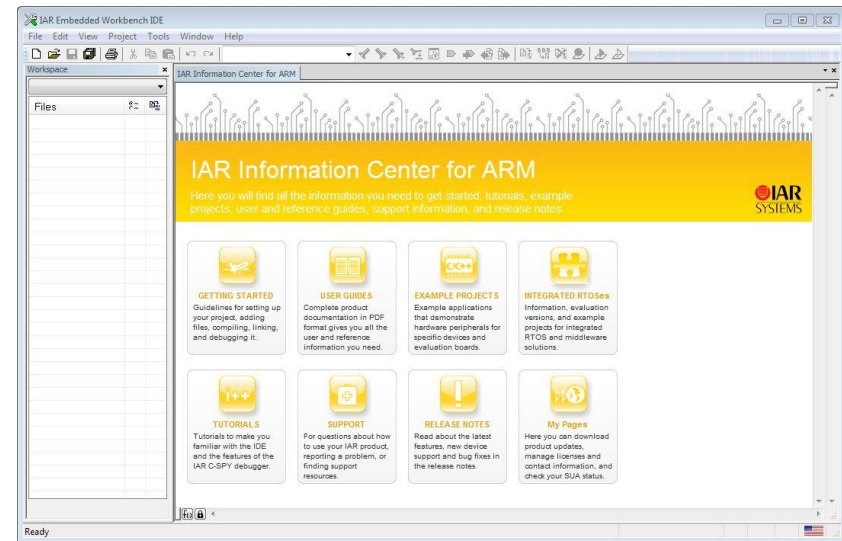 IAR Embedded Workbench IDE
File Edit View Project Tools Window Help
Workspace
IAR Information Center for ARM
Files
IAR Information Center for ARM
Here you will find all the information you need to get started: tutorials, example
projects, user and reference guides, support information, and release notes.
IAR
SYSTEMS
GETTING STARTED
Guidelines for setting up
your project, adding
files, compiling, linking,
and debugging it.
USER GUIDES
Complete product
documentation in PDF
format gives you all the
user and reference
information you need.
C/C++
EXAMPLE PROJECTS
Example applications
that demonstrate
hardware peripherals for
specific devices and
evaluation boards.
INTEGRATED RTOSes
Information, evaluation
versions, and example
projects for integrated
RTOS and middleware
solutions.
i++
TUTORIALS
Tutorials to make you
familiar with the IDE
and the features of the
IAR C-SPY debugger.
SUPPORT
For questions about how
to use your IAR product,
reporting a problem, or
finding support
resources.
RELEASE NOTES
Read about the latest
features, new device
support and bug fixes in
the release notes.
My Pages
Here you can download
product updates,
manage licenses and
contact information, and
check your SUA status.
Ready